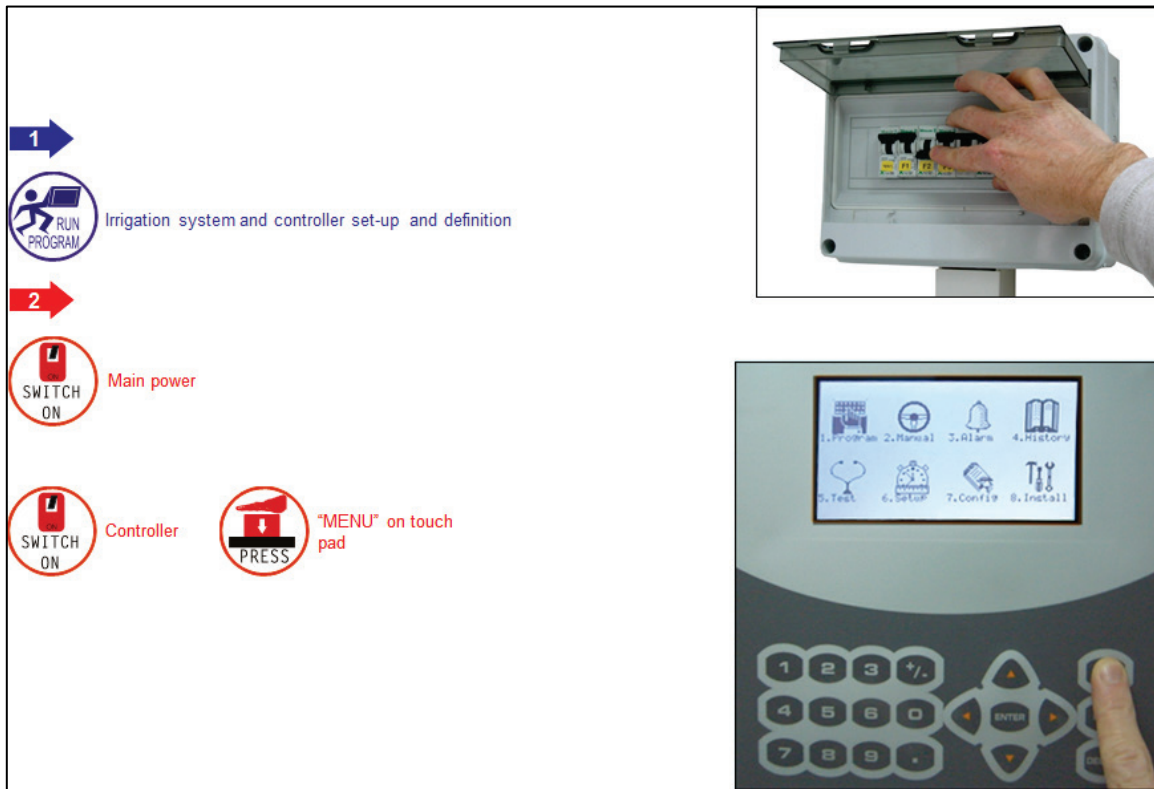 1
RUN
PROGRAM
Irrigation system and controller set-up and definition
2
ON
SWITCH
ON
Main power
ON
SWITCH
ON
Controller
PRESS
“MENU” on touch
pad
F1 F2
1.Program 2.Manual 3.Alarm 4.History
5.Test 6.Setup 7.Config 8.Install
1 2 3 +/-
4 5 6 0 ENTER
7 8 9 .